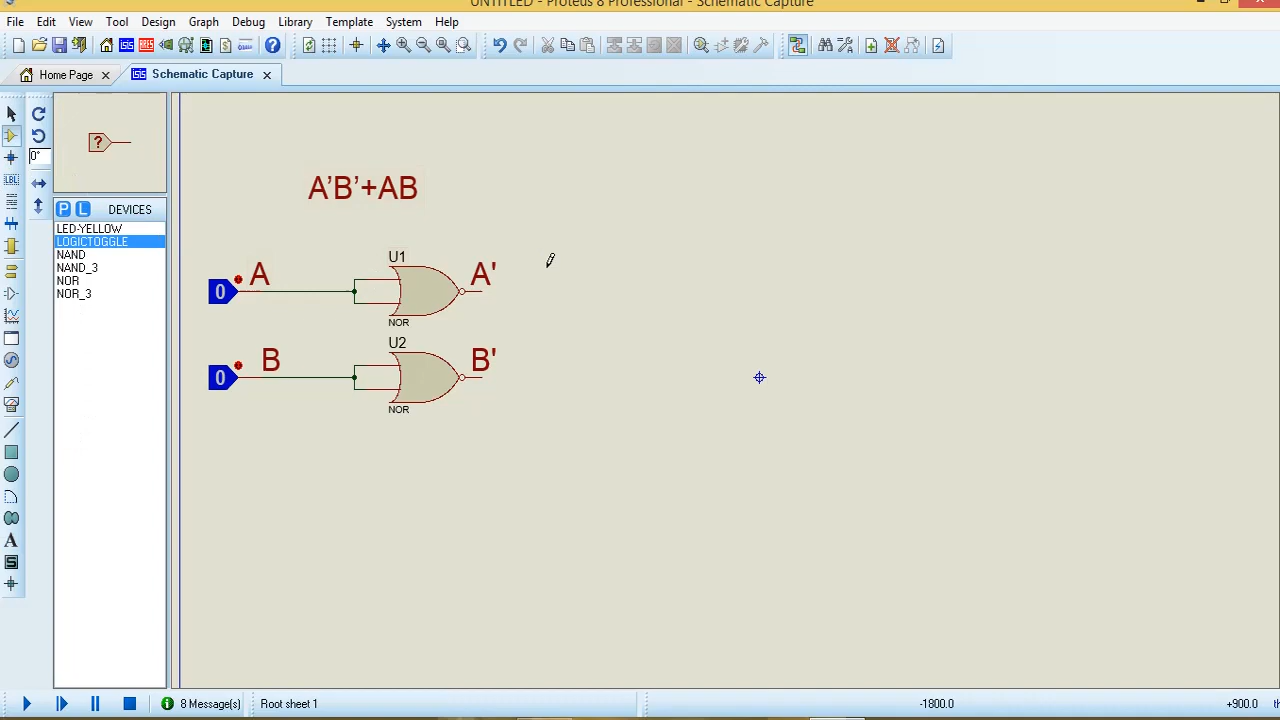 UNTITLED - Proteus 8 Professional - Schematic Capture
File Edit View Tool Design Graph Debug Library Template System Help
Home Page Schematic Capture
0°
?
P L DEVICES
LED-YELLOW
LOGICTOGGLE
NAND
NAND_3
NOR
NOR_3
LBL
A
S
A’B’+AB
U1
0 A A'
NOR
U2
0 B B'
NOR
8 Message(s) Root sheet 1 -1800.0 +900.0